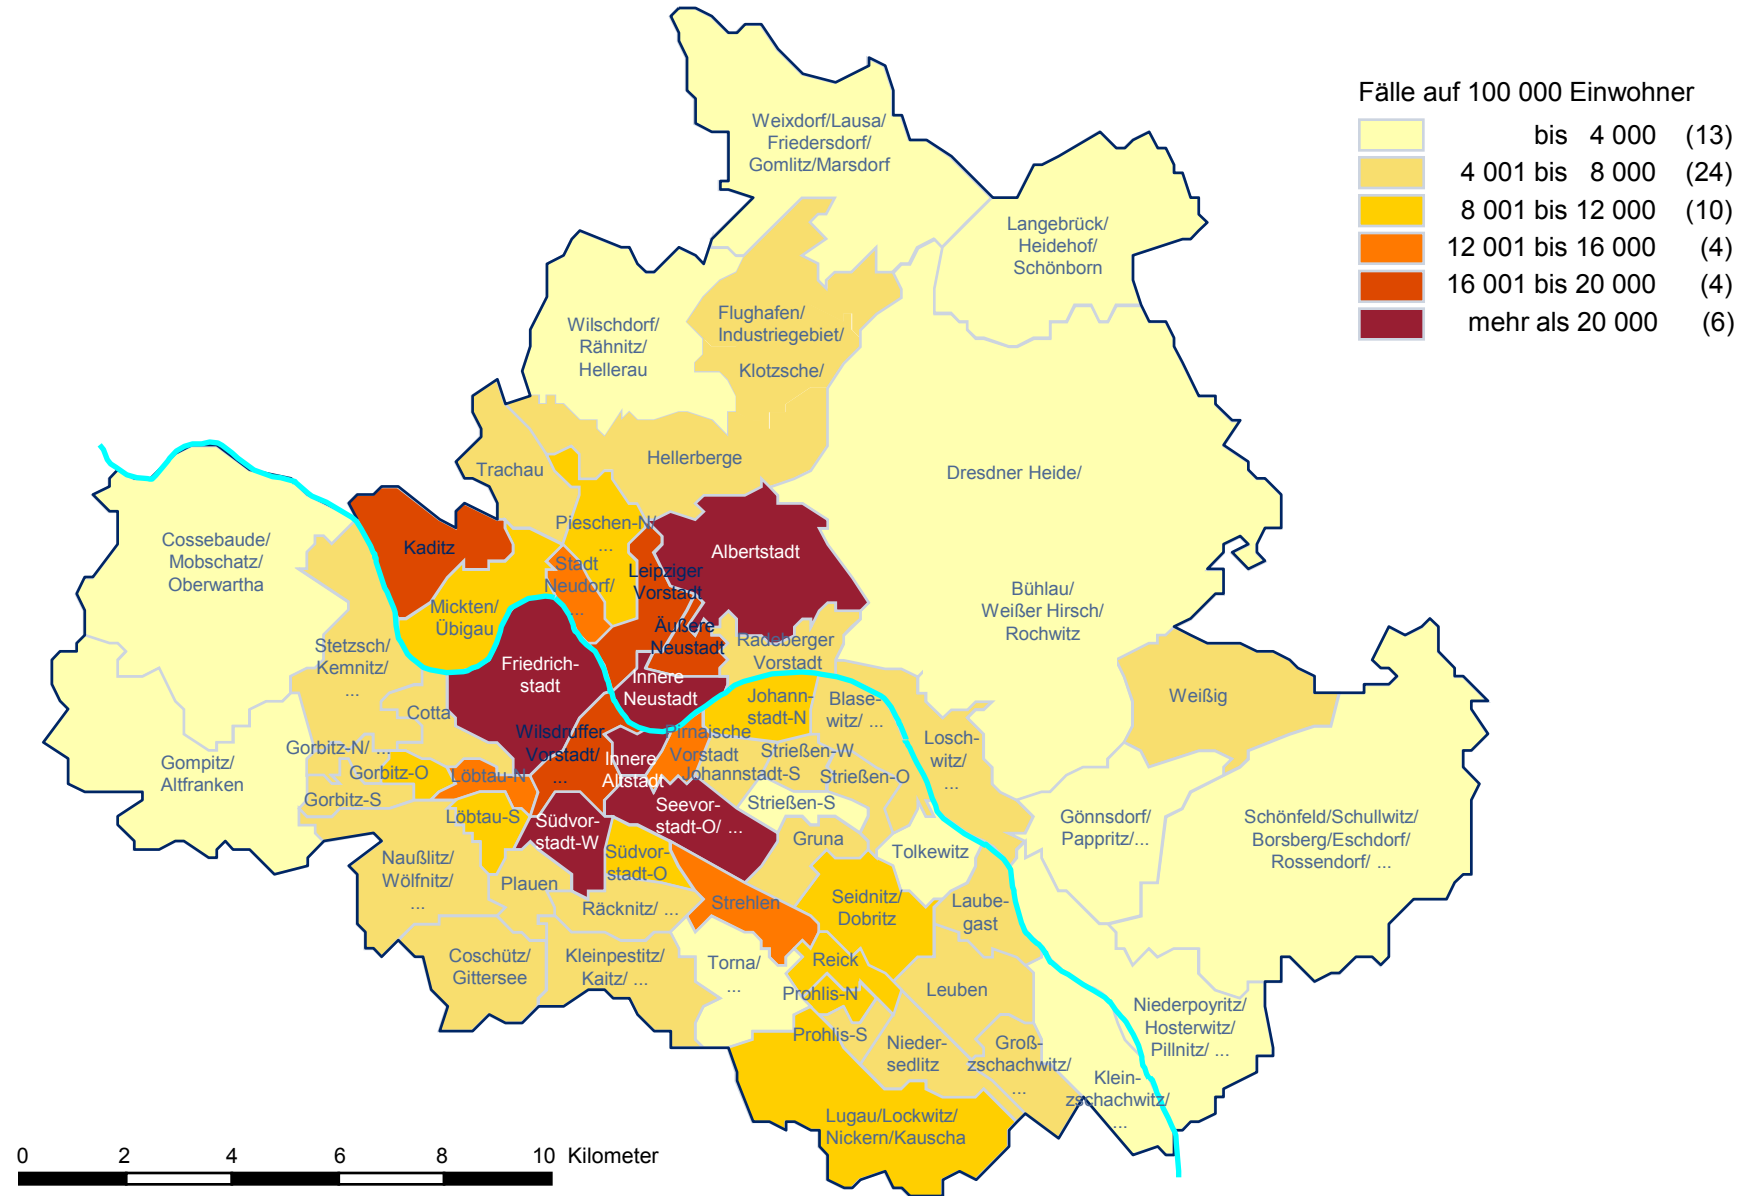 Fälle auf 100 000 Einwohner
bis 4 000 (13)
4 001 bis 8 000 (24)
8 001 bis 12 000 (10)
12 001 bis 16 000 (4)
16 001 bis 20 000 (4)
mehr als 20 000 (6)
Weixdorf/Lausa/
Friedersdorf/
Gomlitz/Marsdorf
Langebrück/
Heidehof/
Schönborn
Wilschdorf/
Rähnitz/
Hellerau
Flughafen/
Industriegebiet/
Klotzsche/
Hellerberge
Trachau
Dresdner Heide/
Bühlau/
Weißer Hirsch/
Rochwitz
Cossebaude/
Mobschatz/
Oberwartha
Kaditz
Pieschen-N/
...
Stadt
Neudorf/
...
Leipziger
Vorstadt
Albertstadt
Mickten/
Übigau
Äußere
Neustadt
Radeberger
Vorstadt
Stetzsch/
Kemnitz/
...
Friedrich-
stadt
Innere
Neustadt
Johann-
stadt-N
Blase-
witz/ ...
Weißig
Cotta
Wilsdruffer
Vorstadt/
...
Pirnaische
Vorstadt
Losch-
witz/
...
Gompitz/
Altfranken
Gorbitz-N/ ...
Gorbitz-O
Gorbitz-S
Löbtau-N
Löbtau-S
Innere
Altstadt
Johannstadt-S
Strießen-W
Strießen-O
Strießen-S
Südvor-
stadt-W
Seevor-
stadt-O/ ...
Südvor-
stadt-O
Gruna
Tolkewitz
Gönnsdorf/
Pappritz/...
Schönfeld/Schullwitz/
Borsberg/Eschdorf/
Rossendorf/ ...
Naußlitz/
Wölfnitz/
...
Plauen
Räcknitz/ ...
Strehlen
Seidnitz/
Dobritz
Laube-
gast
Coschütz/
Gittersee
Kleinpestitz/
Kaitz/ ...
Torna/
...
Reick
Prohlis-N
Prohlis-S
Leuben
Nieder-
sedlitz
Groß-
zschachwitz/
...
Niederpoyritz/
Hosterwitz/
Pillnitz/ ...
Klein-
zschachwitz/
...
Lugau/Lockwitz/
Nickern/Kauscha
0 2 4 6 8 10 Kilometer